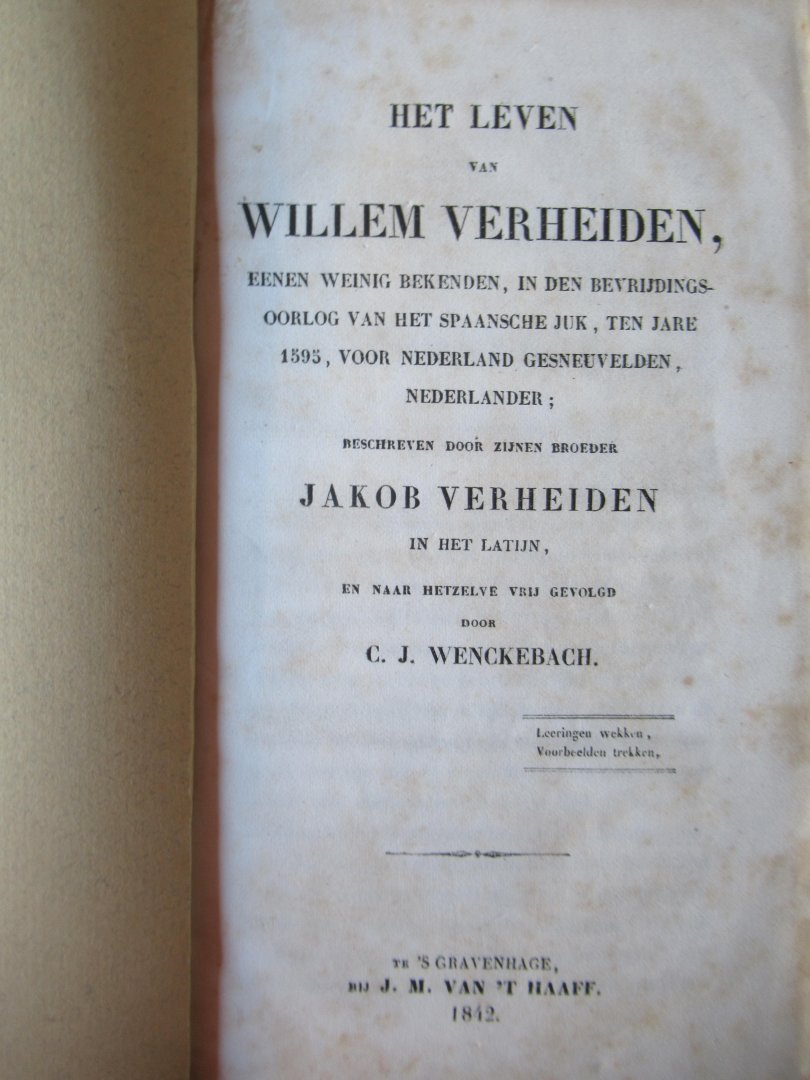 HET LEVEN
VAN
WILLEM VERHEIDEN,
EENEN WEINIG BEKENDEN, IN DEN BEVRIJDINGS-
OORLOG VAN HET SPAANSCHE JUK, TEN JARE
1595, VOOR NEDERLAND GESNEUVELDEN,
NEDERLANDER;
BESCHREVEN DOOR ZIJNEN BROEDER
JAKOB VERHEIDEN
IN HET LATIJN,
EN NAAR HETZELVE VRIJ GEVOLGD
DOOR
C. J. WENCKEBACH.
Leeringen wekken,
Voorbeelden trekken,
TE 'S GRAVENHAGE,
BIJ J. M. VAN 'T HAAFF.
1842.